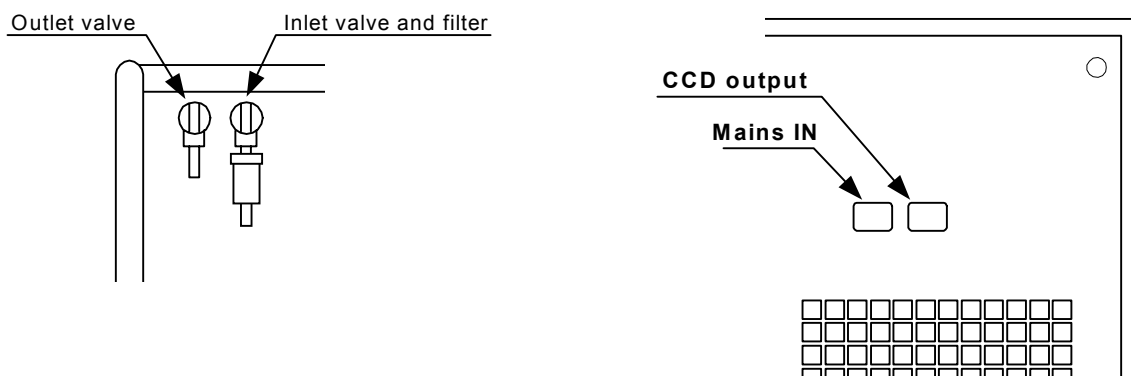 Outlet valve
Inlet valve and filter
CCD output
Mains IN